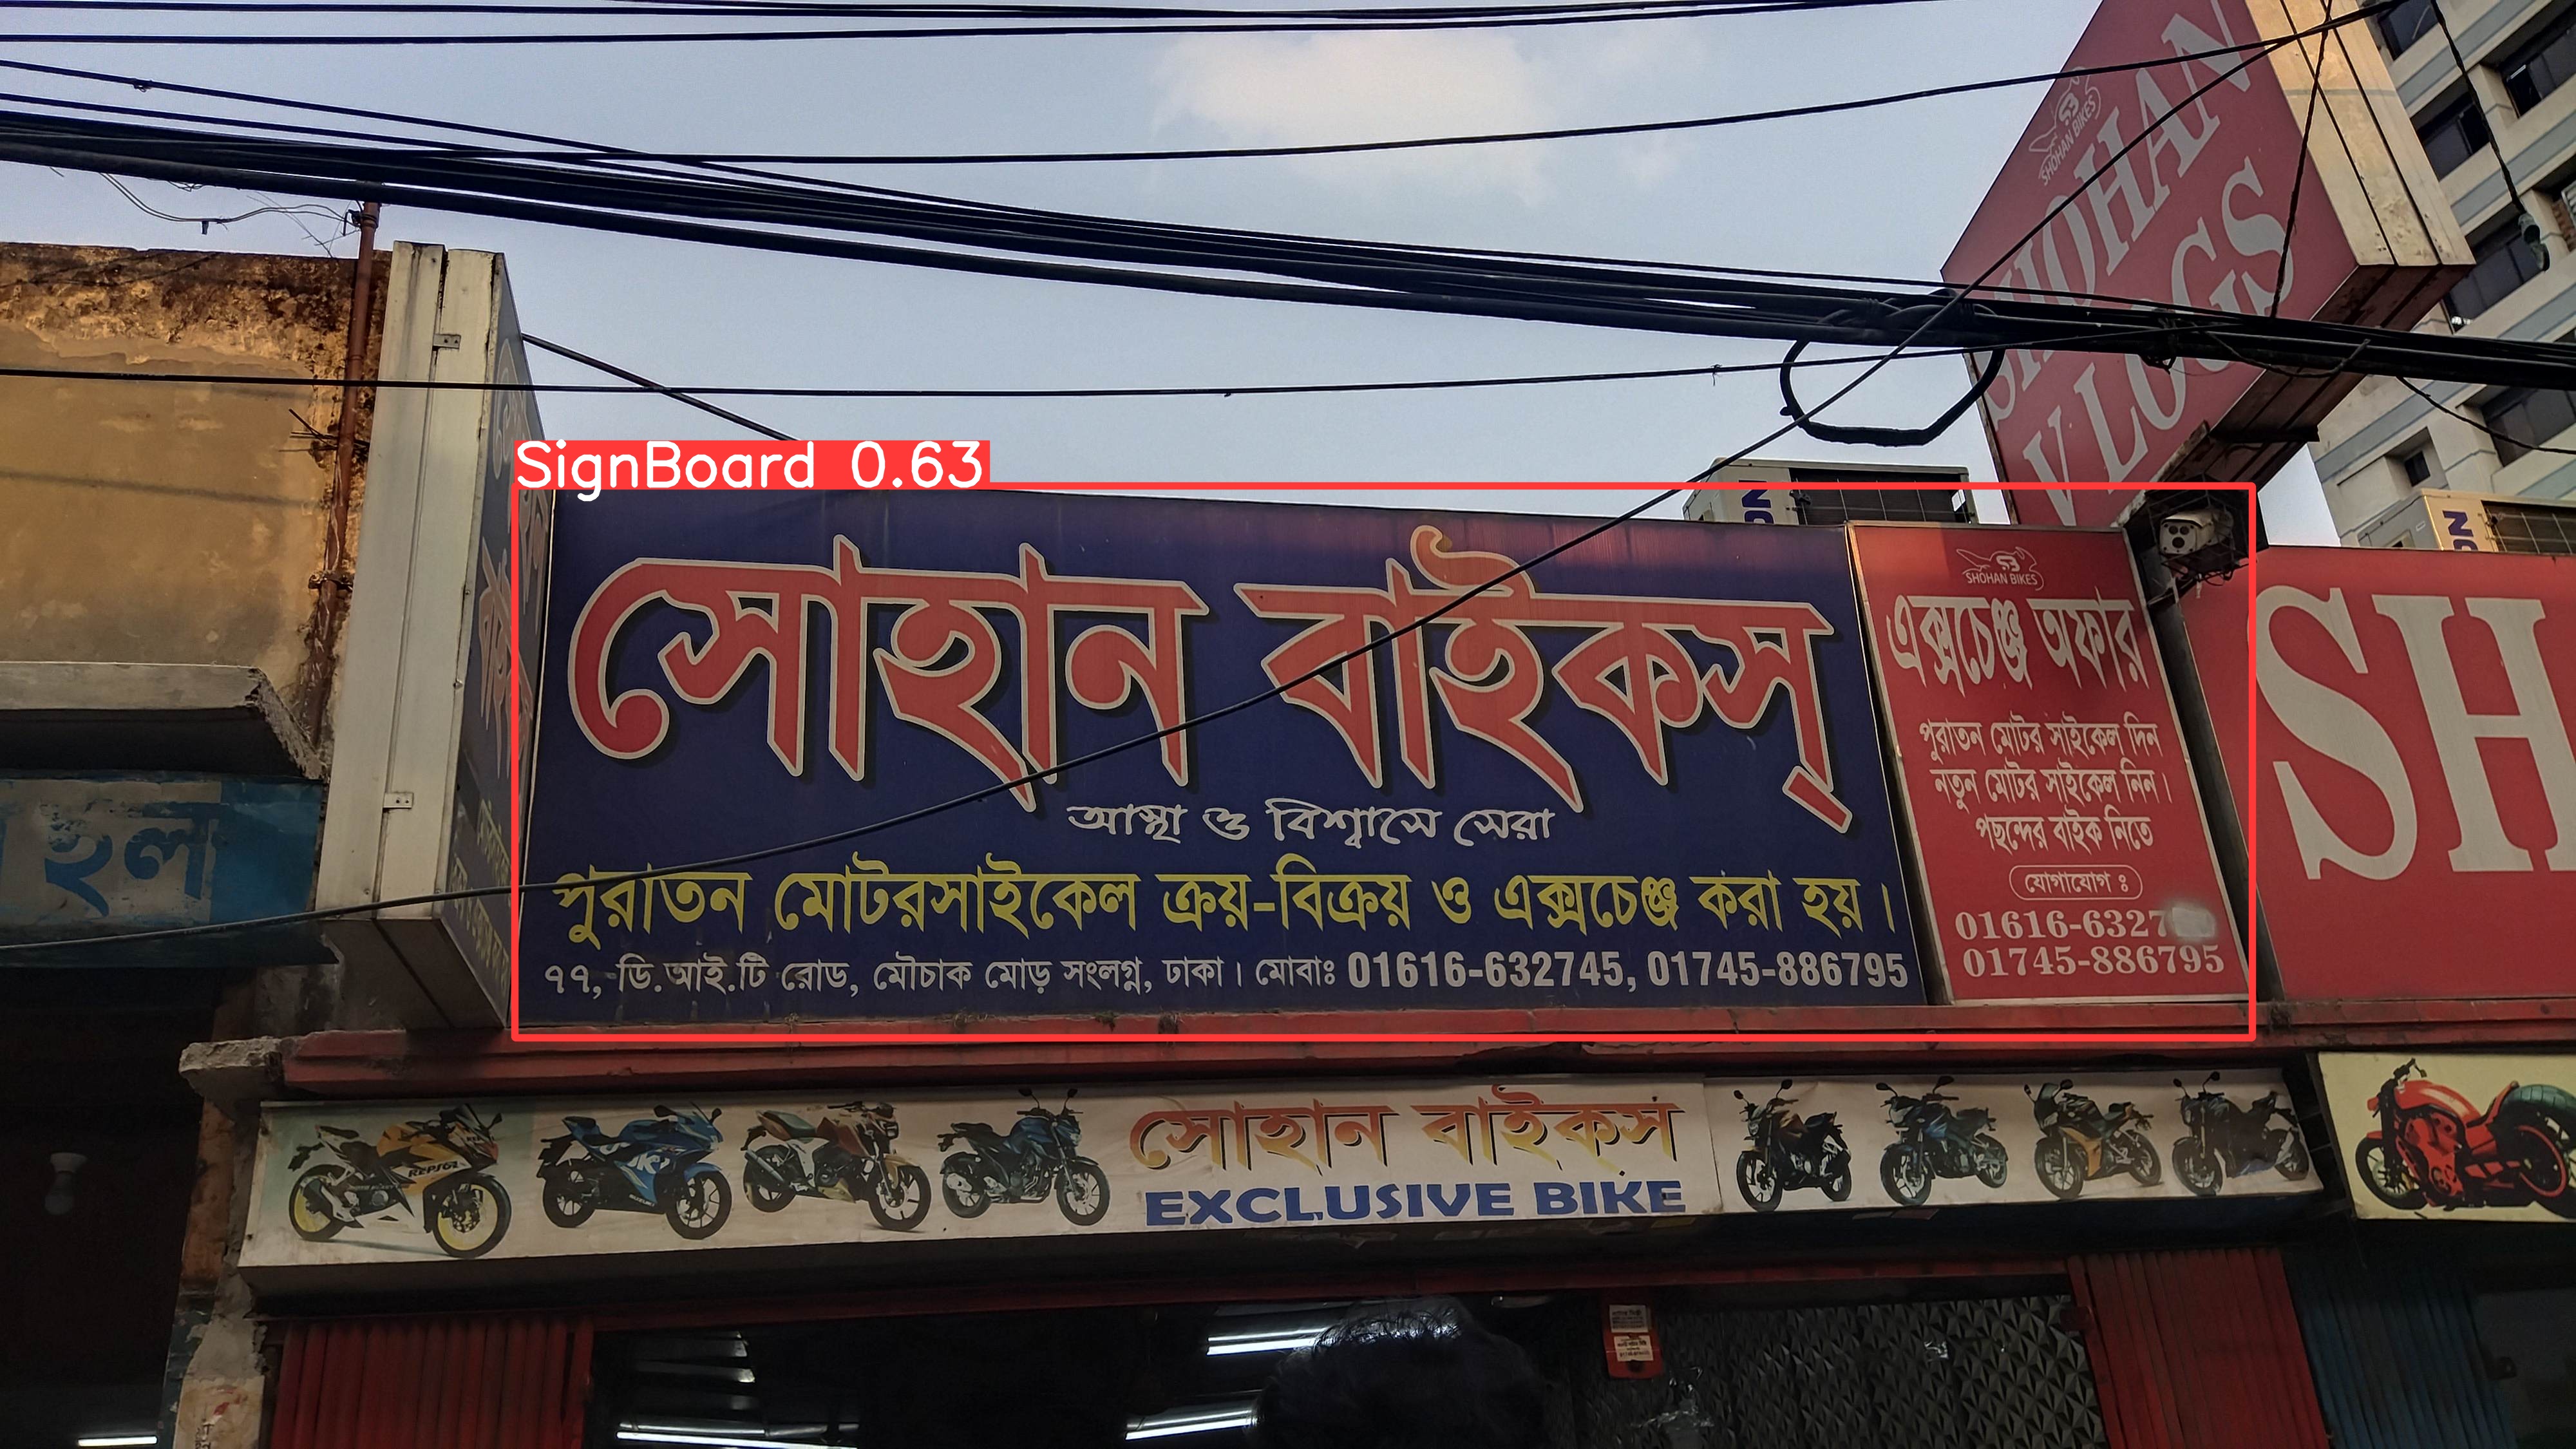 SHOHAN BIKES
SHOHAN
VLOGS
SignBoard 0.63
সোহান বাইকস্
আস্থা ও বিশ্বাসে সেরা
পুরাতন মোটরসাইকেল ক্রয়-বিক্রয় ও এক্সচেঞ্জ করা হয়।
৭৭, ডি.আই.টি রোড, মৌচাক মোড় সংলগ্ন, ঢাকা। মোবাঃ 01616-632745, 01745-886795
SHOHAN BIKES
এক্সচেঞ্জ অফার
পুরাতন মোটর সাইকেল দিন
নতুন মোটর সাইকেল নিন।
পছন্দের বাইক নিতে
যোগাযোগ ঃ
01616-6327
01745-886795
SH
সোহান বাইকস্
EXCLUSIVE BIKE
REPSOL